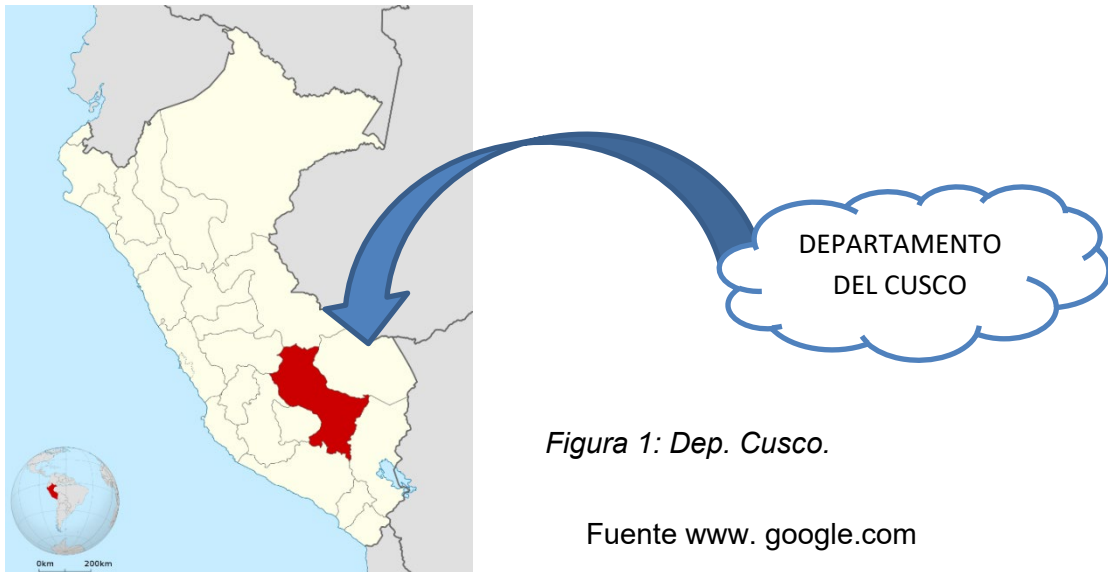 DEPARTAMENTO
DEL CUSCO
Figura 1: Dep. Cusco.
Fuente www. google.com
0km 200km